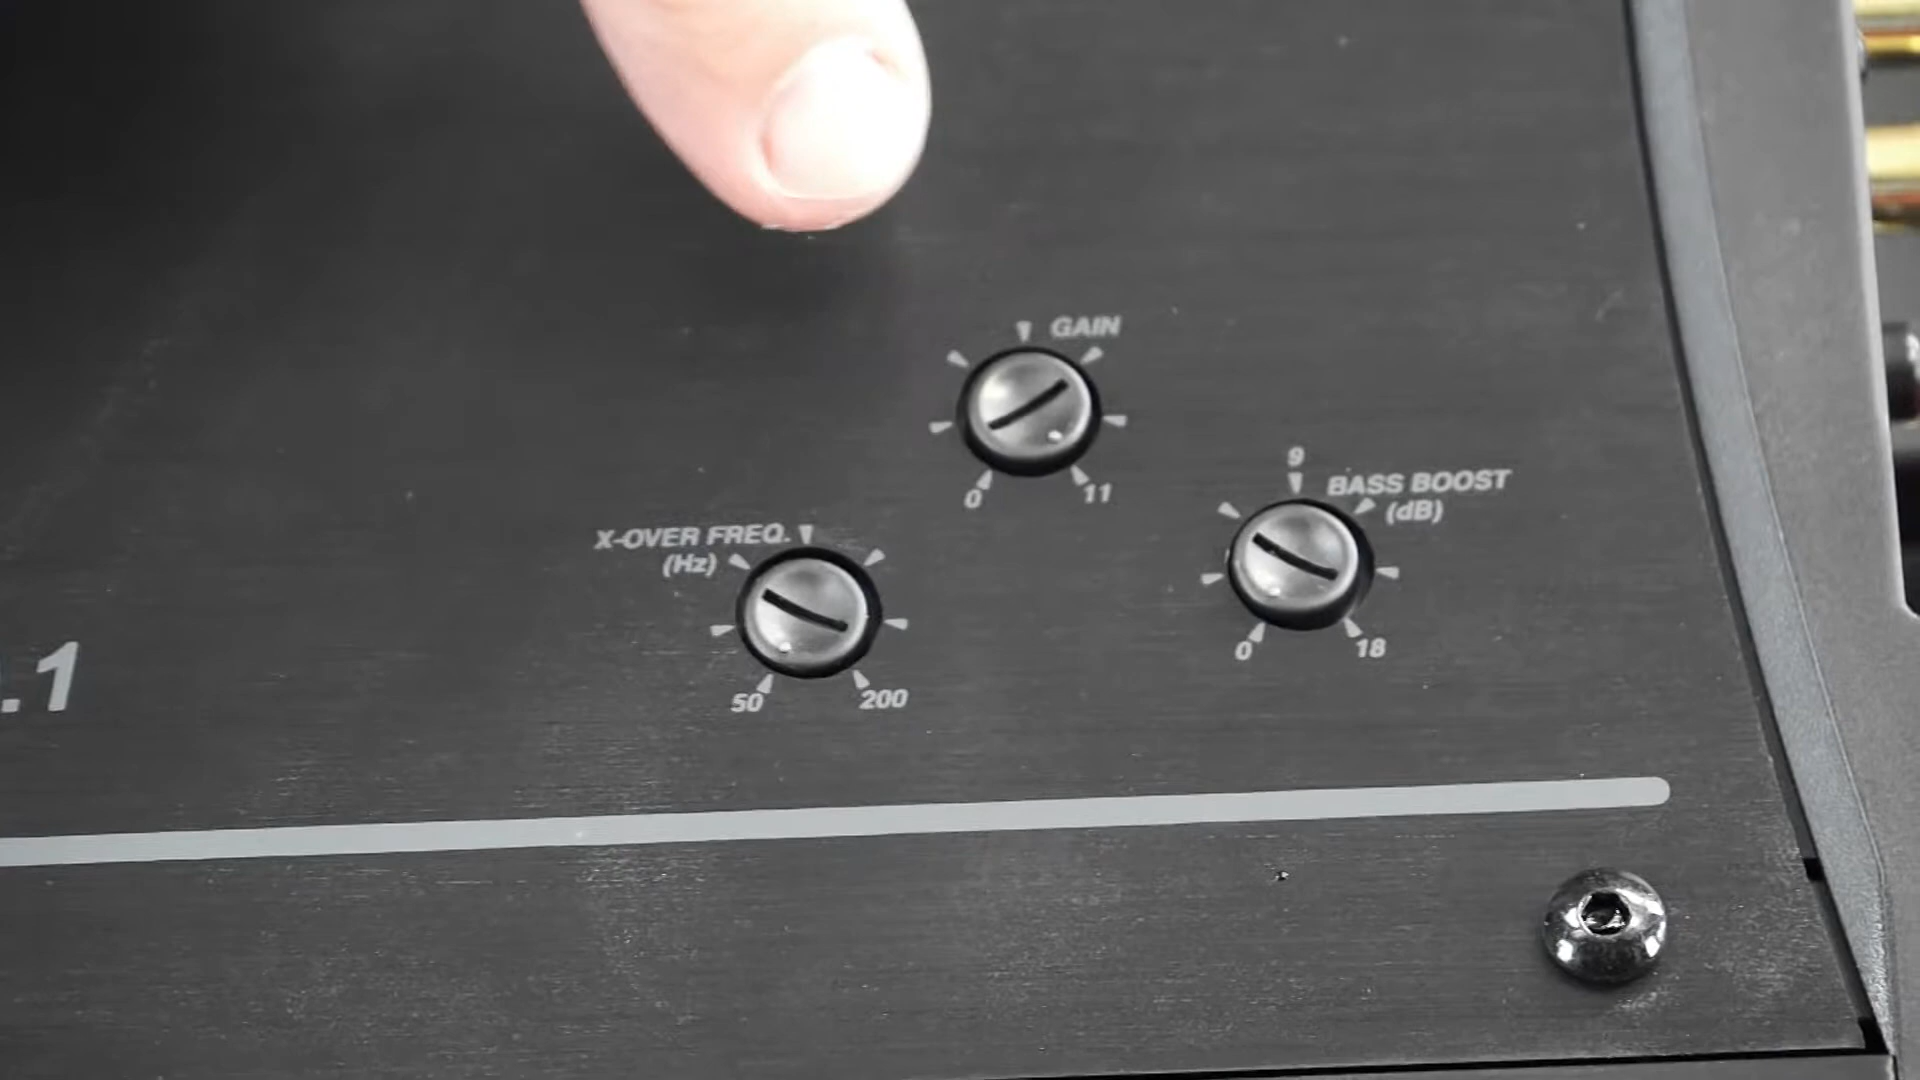 GAIN
0 11
9
BASS BOOST
(dB)
0 18
X-OVER FREQ.
(Hz)
50 200
.1